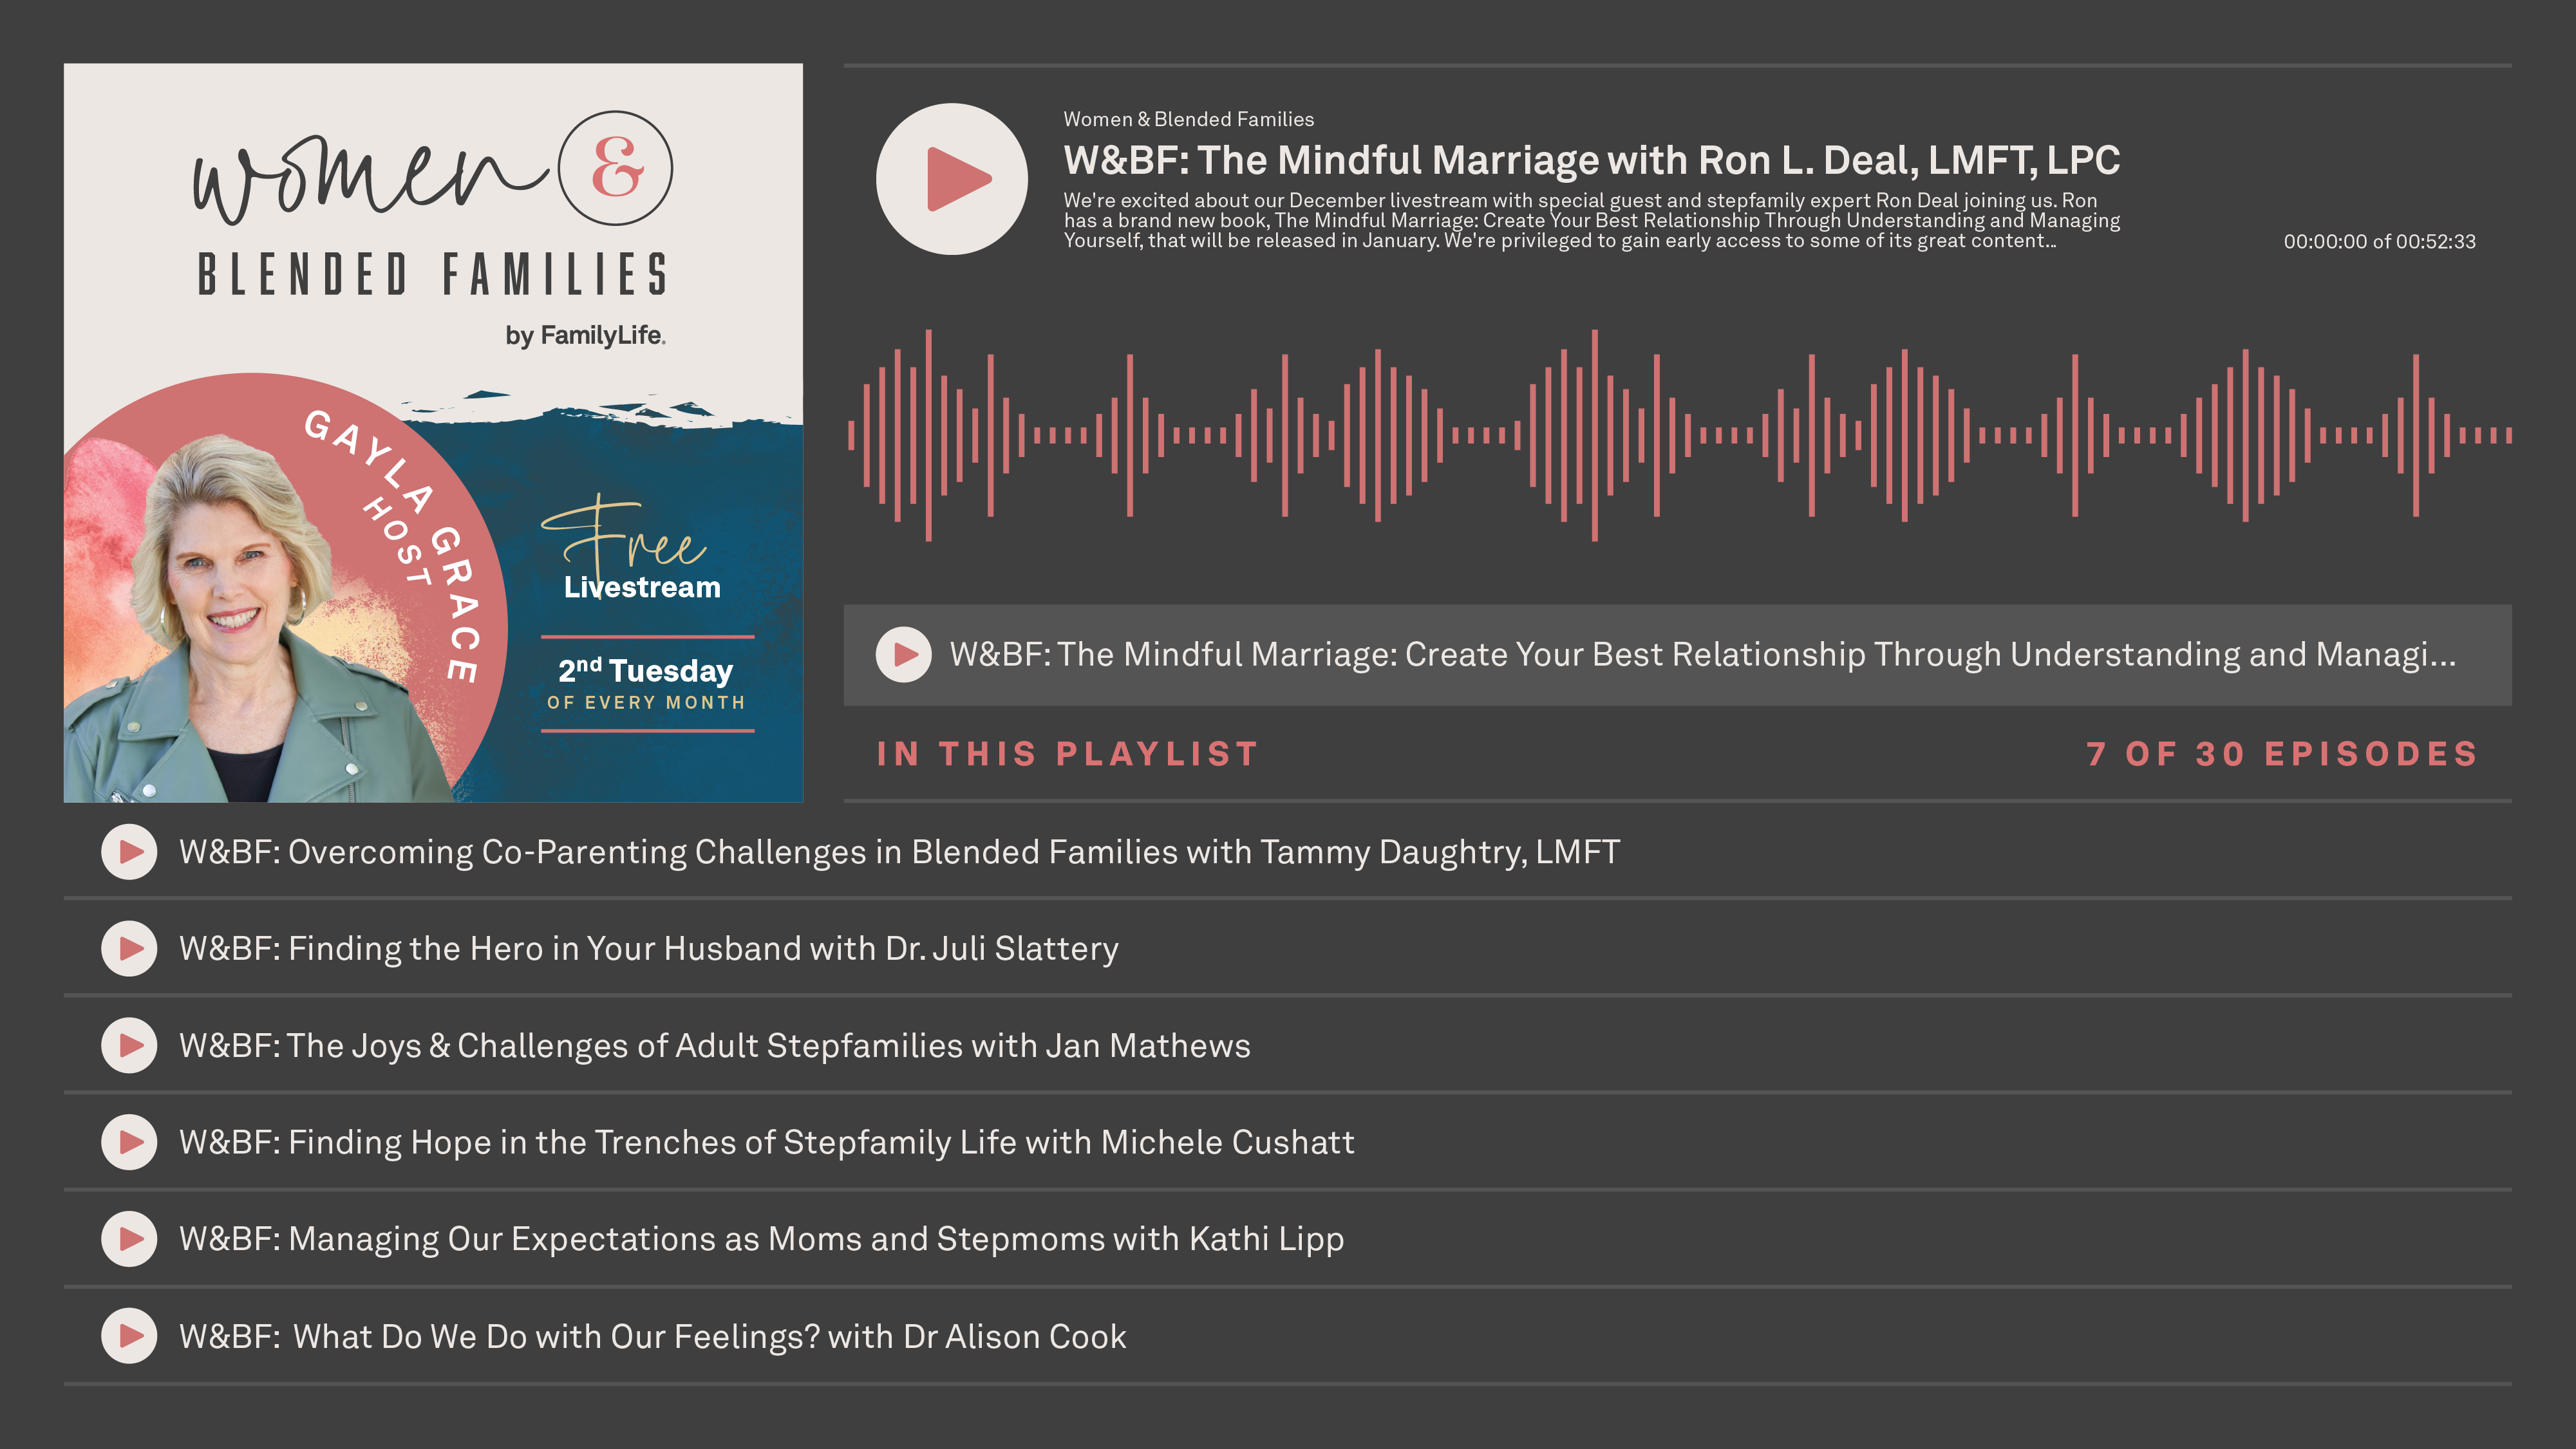 women &
BLENDED FAMILIES
by FamilyLife®
GAYLA GRACE
HOST
Free
Livestream
2nd Tuesday
OF EVERY MONTH
Women & Blended Families
W&BF: The Mindful Marriage with Ron L. Deal, LMFT, LPC
We're excited about our December livestream with special guest and stepfamily expert Ron Deal joining us. Ron
has a brand new book, The Mindful Marriage: Create Your Best Relationship Through Understanding and Managing
Yourself, that will be released in January. We're privileged to gain early access to some of its great content...
00:00:00 of 00:52:33
W&BF: The Mindful Marriage: Create Your Best Relationship Through Understanding and Managi...
IN THIS PLAYLIST
7 OF 30 EPISODES
W&BF: Overcoming Co-Parenting Challenges in Blended Families with Tammy Daughtry, LMFT
W&BF: Finding the Hero in Your Husband with Dr. Juli Slattery
W&BF: The Joys & Challenges of Adult Stepfamilies with Jan Mathews
W&BF: Finding Hope in the Trenches of Stepfamily Life with Michele Cushatt
W&BF: Managing Our Expectations as Moms and Stepmoms with Kathi Lipp
W&BF: What Do We Do with Our Feelings? with Dr Alison Cook